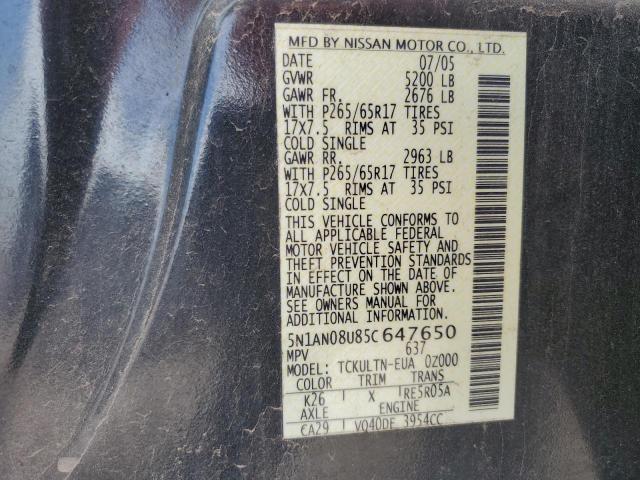 MFD BY NISSAN MOTOR CO., LTD.
DATE 07/05
GVWR 5200 LB
GAWR FR. 2676 LB
WITH P265/65R17 TIRES
17X7.5 RIMS AT 35 PSI
COLD SINGLE
GAWR RR. 2963 LB
WITH P265/65R17 TIRES
17X7.5 RIMS AT 35 PSI
COLD SINGLE
THIS VEHICLE CONFORMS TO
ALL APPLICABLE FEDERAL
MOTOR VEHICLE SAFETY AND
THEFT PREVENTION STANDARDS
IN EFFECT ON THE DATE OF
MANUFACTURE SHOWN ABOVE.
SEE OWNERS MANUAL FOR
ADDITIONAL INFORMATION.
5N1AN08U85C647650
MPV 637
MODEL: TCKULTN-EUA 0Z000
COLOR TRIM TRANS
K26 X RE5R05A
AXLE ENGINE
CA29 VQ40DE 3954CC